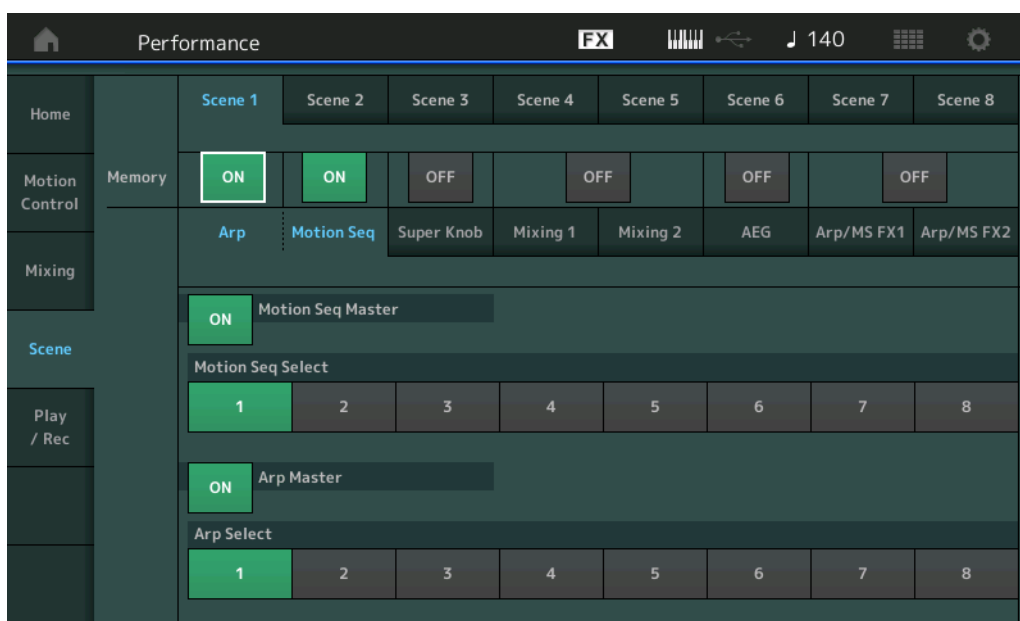 Performance FX 140
Home
Scene 1 Scene 2 Scene 3 Scene 4 Scene 5 Scene 6 Scene 7 Scene 8
Motion
Control
Memory ON ON OFF OFF OFF OFF
Arp Motion Seq Super Knob Mixing 1 Mixing 2 AEG Arp/MS FX1 Arp/MS FX2
Mixing
ON Motion Seq Master
Scene
Motion Seq Select
1 2 3 4 5 6 7 8
Play
/ Rec
ON Arp Master
Arp Select
1 2 3 4 5 6 7 8